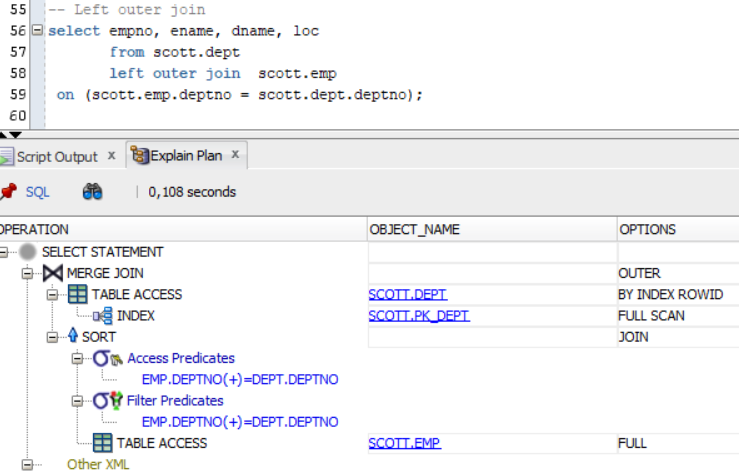 55 -- Left outer join
56 select empno, ename, dname, loc
57 from scott.dept
58 left outer join  scott.emp
59 on (scott.emp.deptno = scott.dept.deptno);
60
Script Output x Explain Plan x
SQL 0,108 seconds
OPERATION OBJECT_NAME OPTIONS
SELECT STATEMENT
MERGE JOIN OUTER
TABLE ACCESS SCOTT.DEPT BY INDEX ROWID
INDEX SCOTT.PK_DEPT FULL SCAN
SORT JOIN
Access Predicates
EMP.DEPTNO(+)=DEPT.DEPTNO
Filter Predicates
EMP.DEPTNO(+)=DEPT.DEPTNO
TABLE ACCESS SCOTT.EMP FULL
Other XML